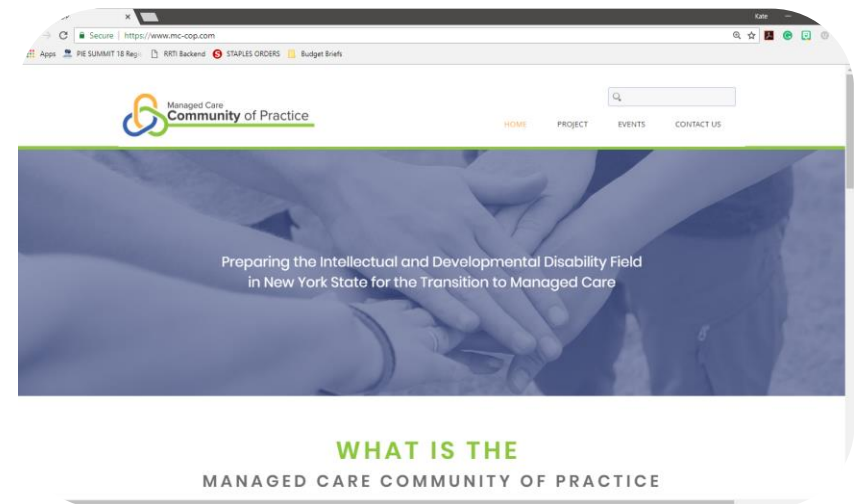 Kate
Secure | https://www.mc-cop.com
Apps PIE SUMMIT 18 Regi RRTI Backend STAPLES ORDERS Budget Briefs
Managed Care
Community of Practice
HOME PROJECT EVENTS CONTACT US
Preparing the Intellectual and Developmental Disability Field
in New York State for the Transition to Managed Care
WHAT IS THE
MANAGED CARE COMMUNITY OF PRACTICE